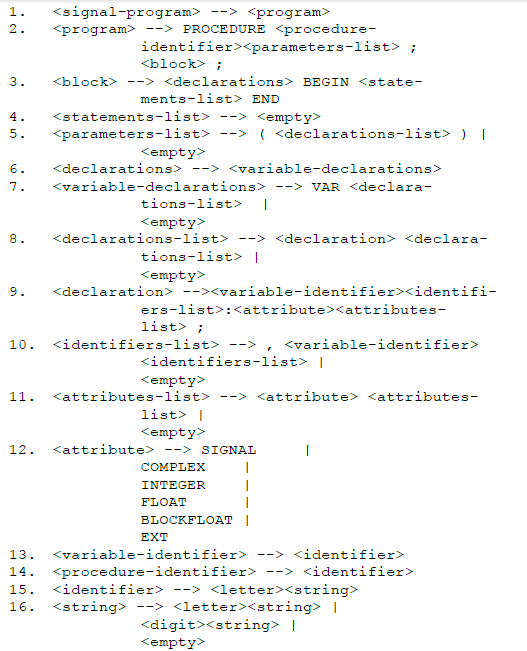 1. <signal-program> --> <program>
2. <program> --> PROCEDURE <procedure-
identifier><parameters-list> ;
<block> ;
3. <block> --> <declarations> BEGIN <state-
ments-list> END
4. <statements-list> --> <empty>
5. <parameters-list> --> ( <declarations-list> ) |
<empty>
6. <declarations> --> <variable-declarations>
7. <variable-declarations> --> VAR <declara-
tions-list> |
<empty>
8. <declarations-list> --> <declaration> <declara-
tions-list> |
<empty>
9. <declaration> --><variable-identifier><identifi-
ers-list>:<attribute><attributes-
list> ;
10. <identifiers-list> --> , <variable-identifier>
<identifiers-list> |
<empty>
11. <attributes-list> --> <attribute> <attributes-
list> |
<empty>
12. <attribute> --> SIGNAL |
COMPLEX |
INTEGER |
FLOAT |
BLOCKFLOAT |
EXT
13. <variable-identifier> --> <identifier>
14. <procedure-identifier> --> <identifier>
15. <identifier> --> <letter><string>
16. <string> --> <letter><string> |
<digit><string> |
<empty>